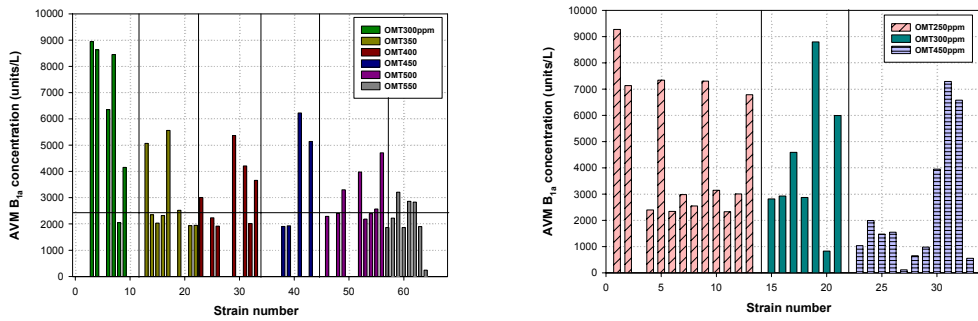 OMT300ppm
OMT350
OMT400
OMT450
OMT500
OMT550
AVM B1a concentration (units/L)
10000
9000
8000
7000
6000
5000
4000
3000
2000
1000
0
0 10 20 30 40 50 60
Strain number
OMT250ppm
OMT300ppm
OMT450ppm
AVM B1a concentration (units/L)
10000
9000
8000
7000
6000
5000
4000
3000
2000
1000
0
0 5 10 15 20 25 30
Strain number